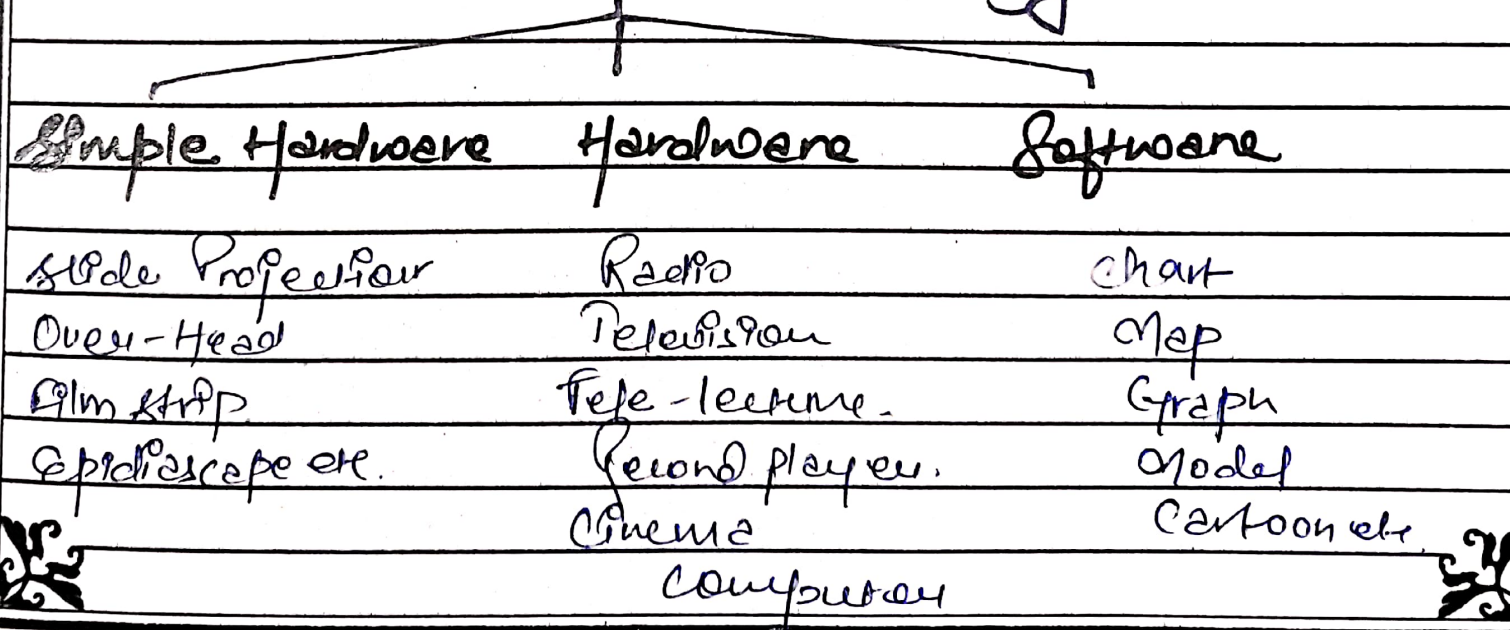 Simple Hardware Hardware Software
Slide Projection Radio Chart
Over-Head Television Map
Film strip Tele-lecture. Graph
Epidiascope etc. Record player. Model
Cinema Cartoon etc.
Computer